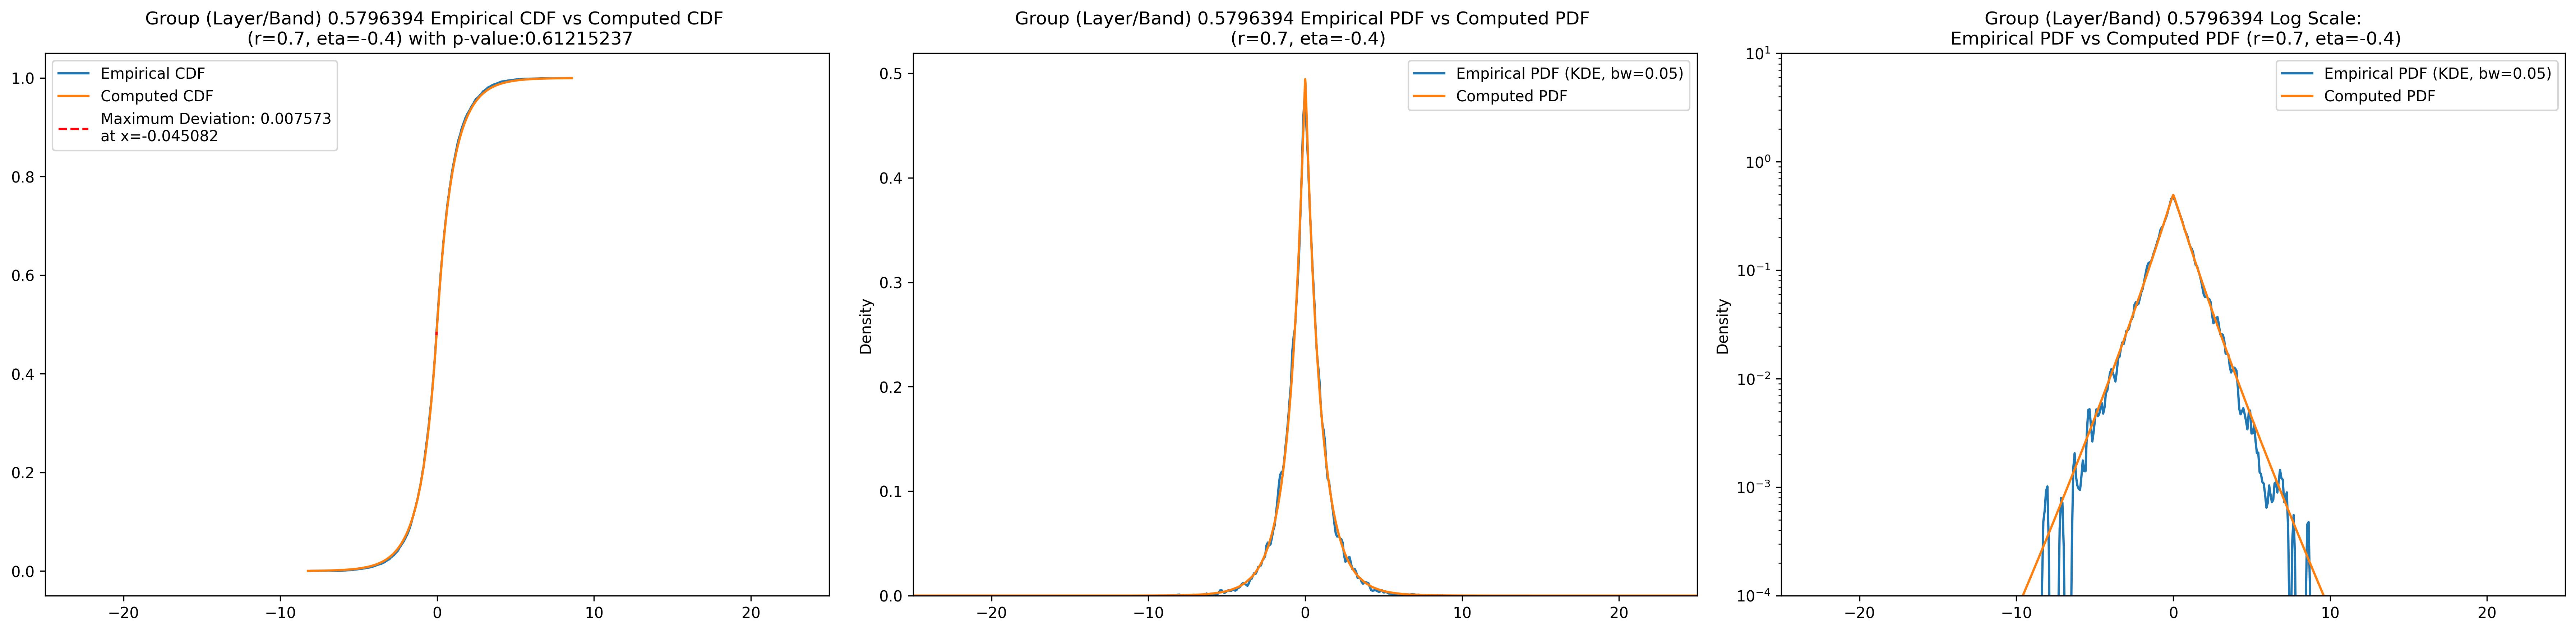 Group (Layer/Band) 0.5796394 Empirical CDF vs Computed CDF
(r=0.7, eta=-0.4) with p-value:0.61215237
Empirical CDF
Computed CDF
Maximum Deviation: 0.007573
at x=-0.045082
1.0
0.8
0.6
0.4
0.2
0.0
−20 −10 0 10 20
Group (Layer/Band) 0.5796394 Empirical PDF vs Computed PDF
(r=0.7, eta=-0.4)
Empirical PDF (KDE, bw=0.05)
Computed PDF
Density
0.5
0.4
0.3
0.2
0.1
0.0
−20 −10 0 10 20
Group (Layer/Band) 0.5796394 Log Scale:
Empirical PDF vs Computed PDF (r=0.7, eta=-0.4)
Empirical PDF (KDE, bw=0.05)
Computed PDF
Density
10¹
10⁰
10⁻¹
10⁻²
10⁻³
10⁻⁴
−20 −10 0 10 20